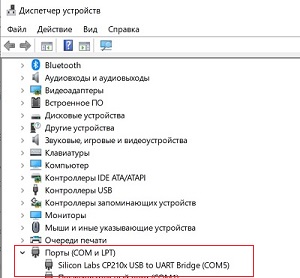 Диспетчер устройств
Файл Действие Вид Справка
Bluetooth
Аудиовходы и аудиовыходы
Видеоадаптеры
Встроенное ПО
Дисковые устройства
Другие устройства
Звуковые, игровые и видеоустройства
Клавиатуры
Компьютер
Контроллеры IDE ATA/ATAPI
Контроллеры USB
Контроллеры запоминающих устройств
Мониторы
Мыши и иные указывающие устройства
Очереди печати
Порты (COM и LPT)
Silicon Labs CP210x USB to UART Bridge (COM5)